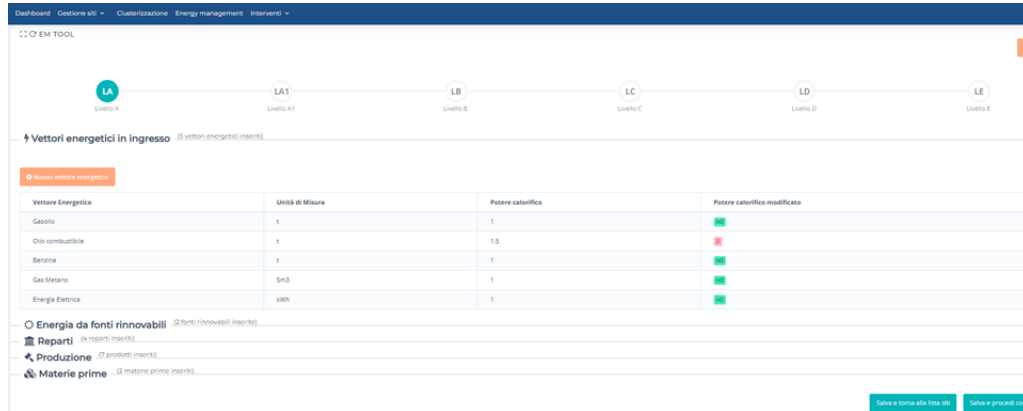 Dashboard Gestione siti Clusterizzazione Energy management Interventi
EM TOOL
LA LA1 LB LC LD LE
Livello A Livello A1 Livello B Livello C Livello D Livello E
Vettori energetici in ingresso (5 vettori energetici inseriti)
Nuovo vettore energetico
Vettore Energetico Unità di Misura Potere calorifico Potere calorifico modificato
Gasolio t 1 NO
Olio combustibile t 1.5 SI
Benzina t 1 NO
Gas Metano Sm3 1 NO
Energia Elettrica kWh 1 NO
Energia da fonti rinnovabili (2 fonti rinnovabili inserite)
Reparti (4 reparti inseriti)
Produzione (7 prodotti inseriti)
Materie prime (2 materie prime inseriti)
Salva e torna alla lista siti Salva e procedi co